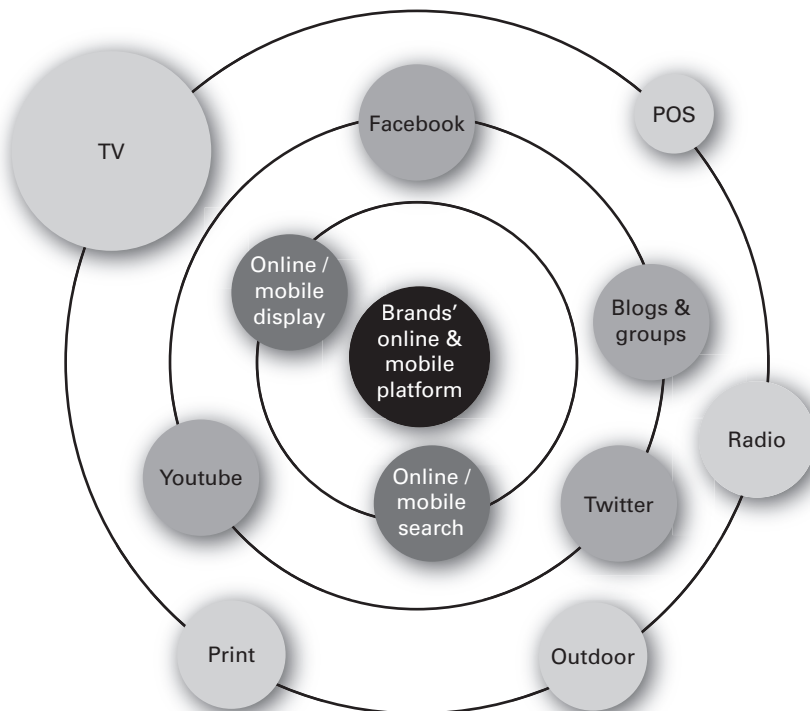 TV
Facebook
POS
Online /
mobile
display
Brands’
online &
mobile
platform
Blogs &
groups
Radio
Youtube
Online /
mobile
search
Twitter
Print
Outdoor